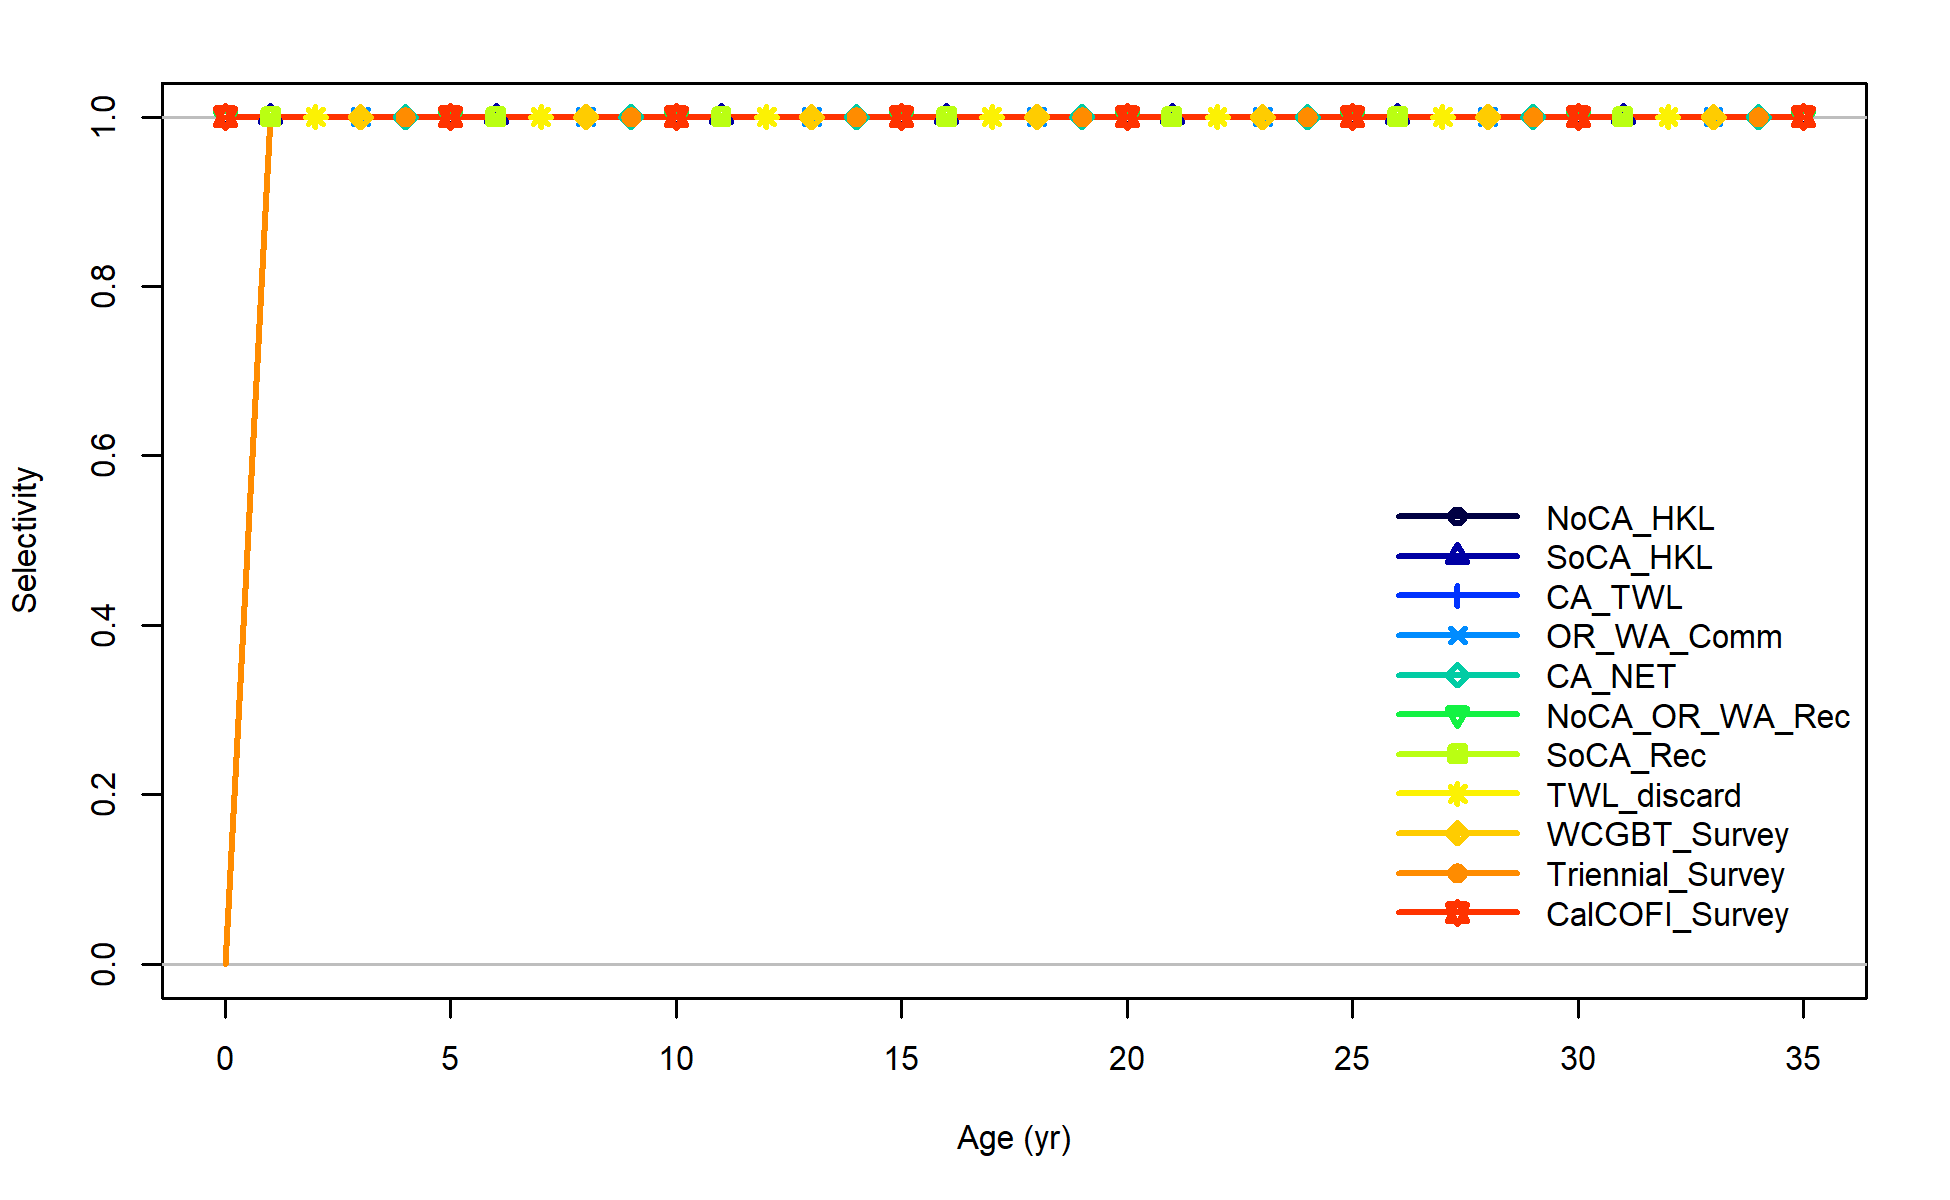 Selectivity
1.0
0.8
0.6
0.4
0.2
0.0
NoCA_HKL
SoCA_HKL
CA_TWL
OR_WA_Comm
CA_NET
NoCA_OR_WA_Rec
SoCA_Rec
TWL_discard
WCGBT_Survey
Triennial_Survey
CalCOFI_Survey
0 5 10 15 20 25 30 35
Age (yr)